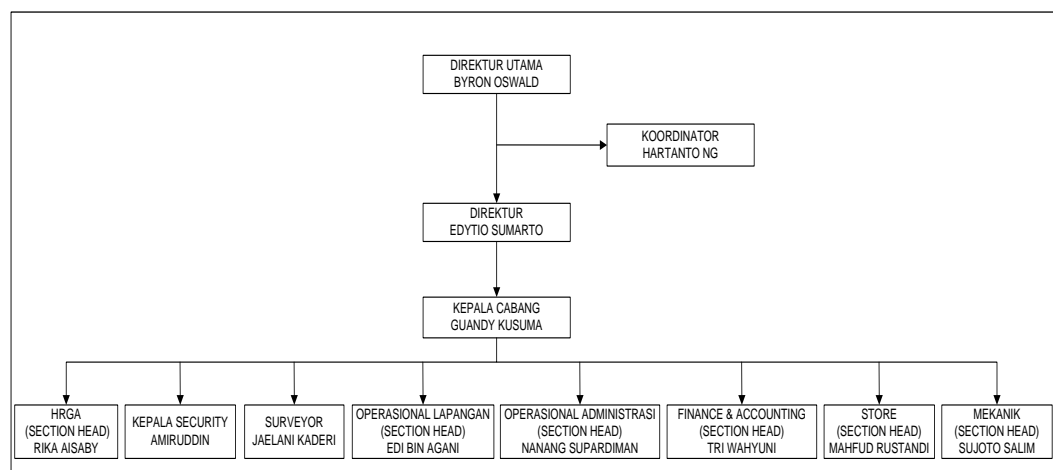 DIREKTUR UTAMA
BYRON OSWALD
KOORDINATOR
HARTANTO NG
DIREKTUR
EDYTIO SUMARTO
KEPALA CABANG
GUANDY KUSUMA
HRGA
(SECTION HEAD)
RIKA AISABY
KEPALA SECURITY
AMIRUDDIN
SURVEYOR
JAELANI KADERI
OPERASIONAL LAPANGAN
(SECTION HEAD)
EDI BIN AGANI
OPERASIONAL ADMINISTRASI
(SECTION HEAD)
NANANG SUPARDIMAN
FINANCE & ACCOUNTING
(SECTION HEAD)
TRI WAHYUNI
STORE
(SECTION HEAD)
MAHFUD RUSTANDI
MEKANIK
(SECTION HEAD)
SUJOTO SALIM